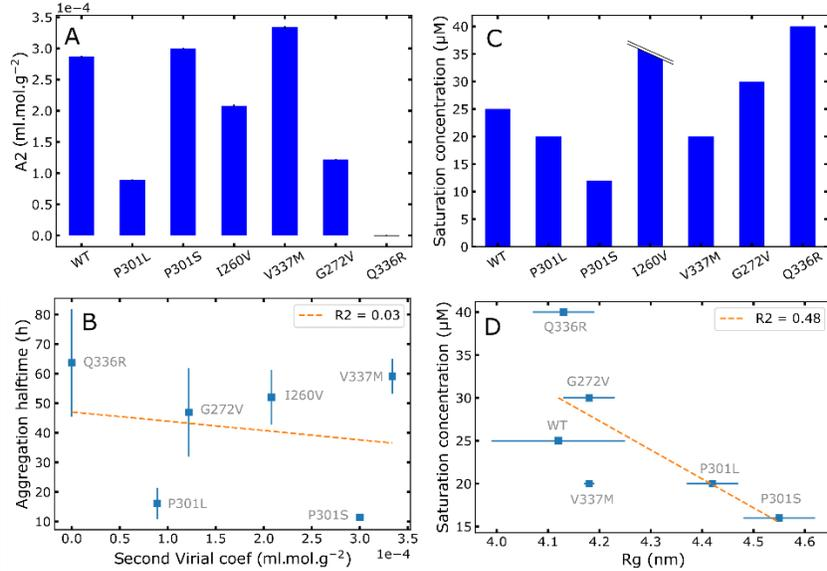 1e−4
A
A2 (ml.mol.g⁻²)
3.5
3.0
2.5
2.0
1.5
1.0
0.5
0.0
WT
P301L
P301S
I260V
V337M
G272V
Q336R
C
Saturation concentration (µM)
40
35
30
25
20
15
10
5
0
WT
P301L
P301S
I260V
V337M
G272V
Q336R
B
R2 = 0.03
Aggregation halftime (h)
80
70
60
50
40
30
20
10
Q336R
V337M
I260V
G272V
P301L
P301S
0.0 0.5 1.0 1.5 2.0 2.5 3.0 3.5
Second Virial coef (ml.mol.g⁻²)
1e−4
D
R2 = 0.48
Saturation concentration (µM)
40
35
30
25
20
15
Q336R
G272V
WT
V337M
P301L
P301S
4.0 4.1 4.2 4.3 4.4 4.5 4.6
Rg (nm)